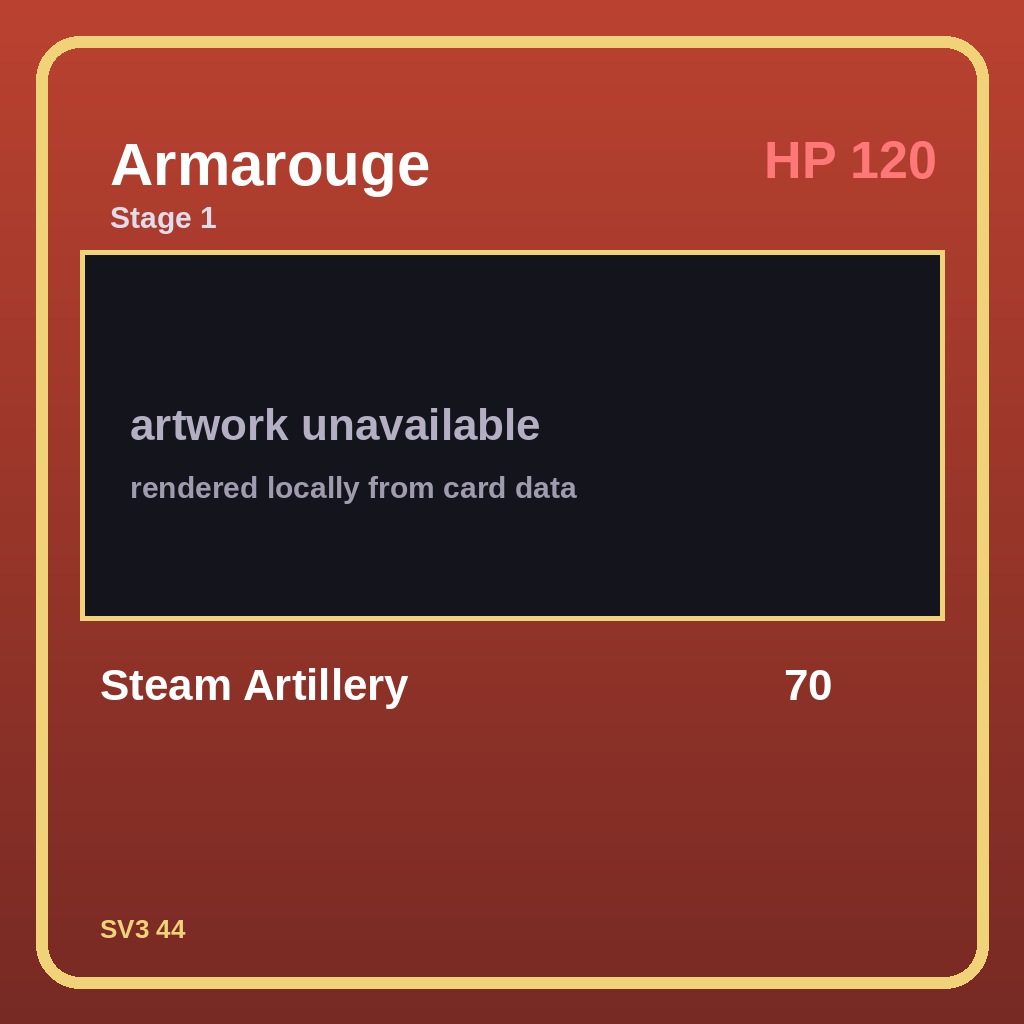 Armarouge
HP 120
Stage 1
artwork unavailable
rendered locally from card data
Steam Artillery 70
SV3 44